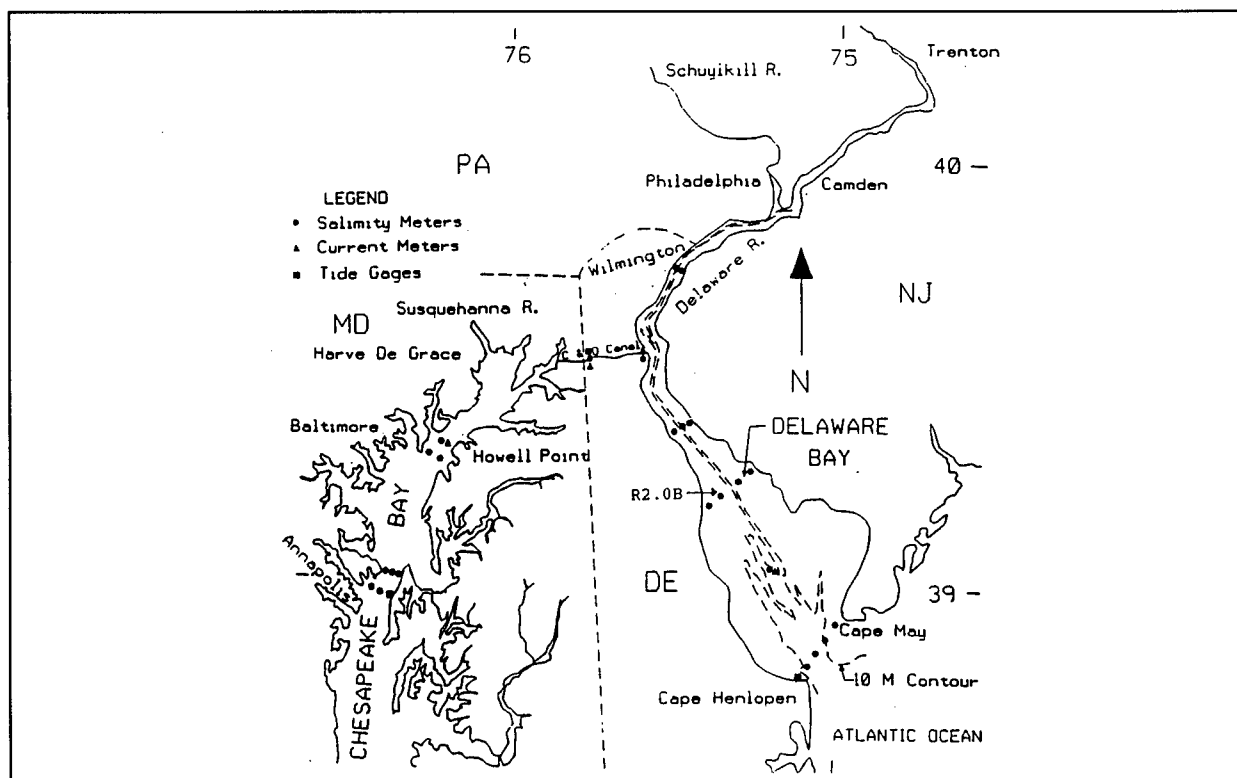 76
75
Trenton
Schuyikill R.
PA
40
Philadelphia
Camden
LEGEND
Salimity Meters
Current Meters
Tide Gages
Wilmington
Delaware R.
NJ
Susquehanna R.
MD
Harve De Grace
C & D Canal
N
Baltimore
Howell Point
DELAWARE
BAY
R2.0B
BAY
Annapolis
DE
39
CHESAPEAKE
Cape May
10 M Contour
Cape Henlopen
ATLANTIC OCEAN